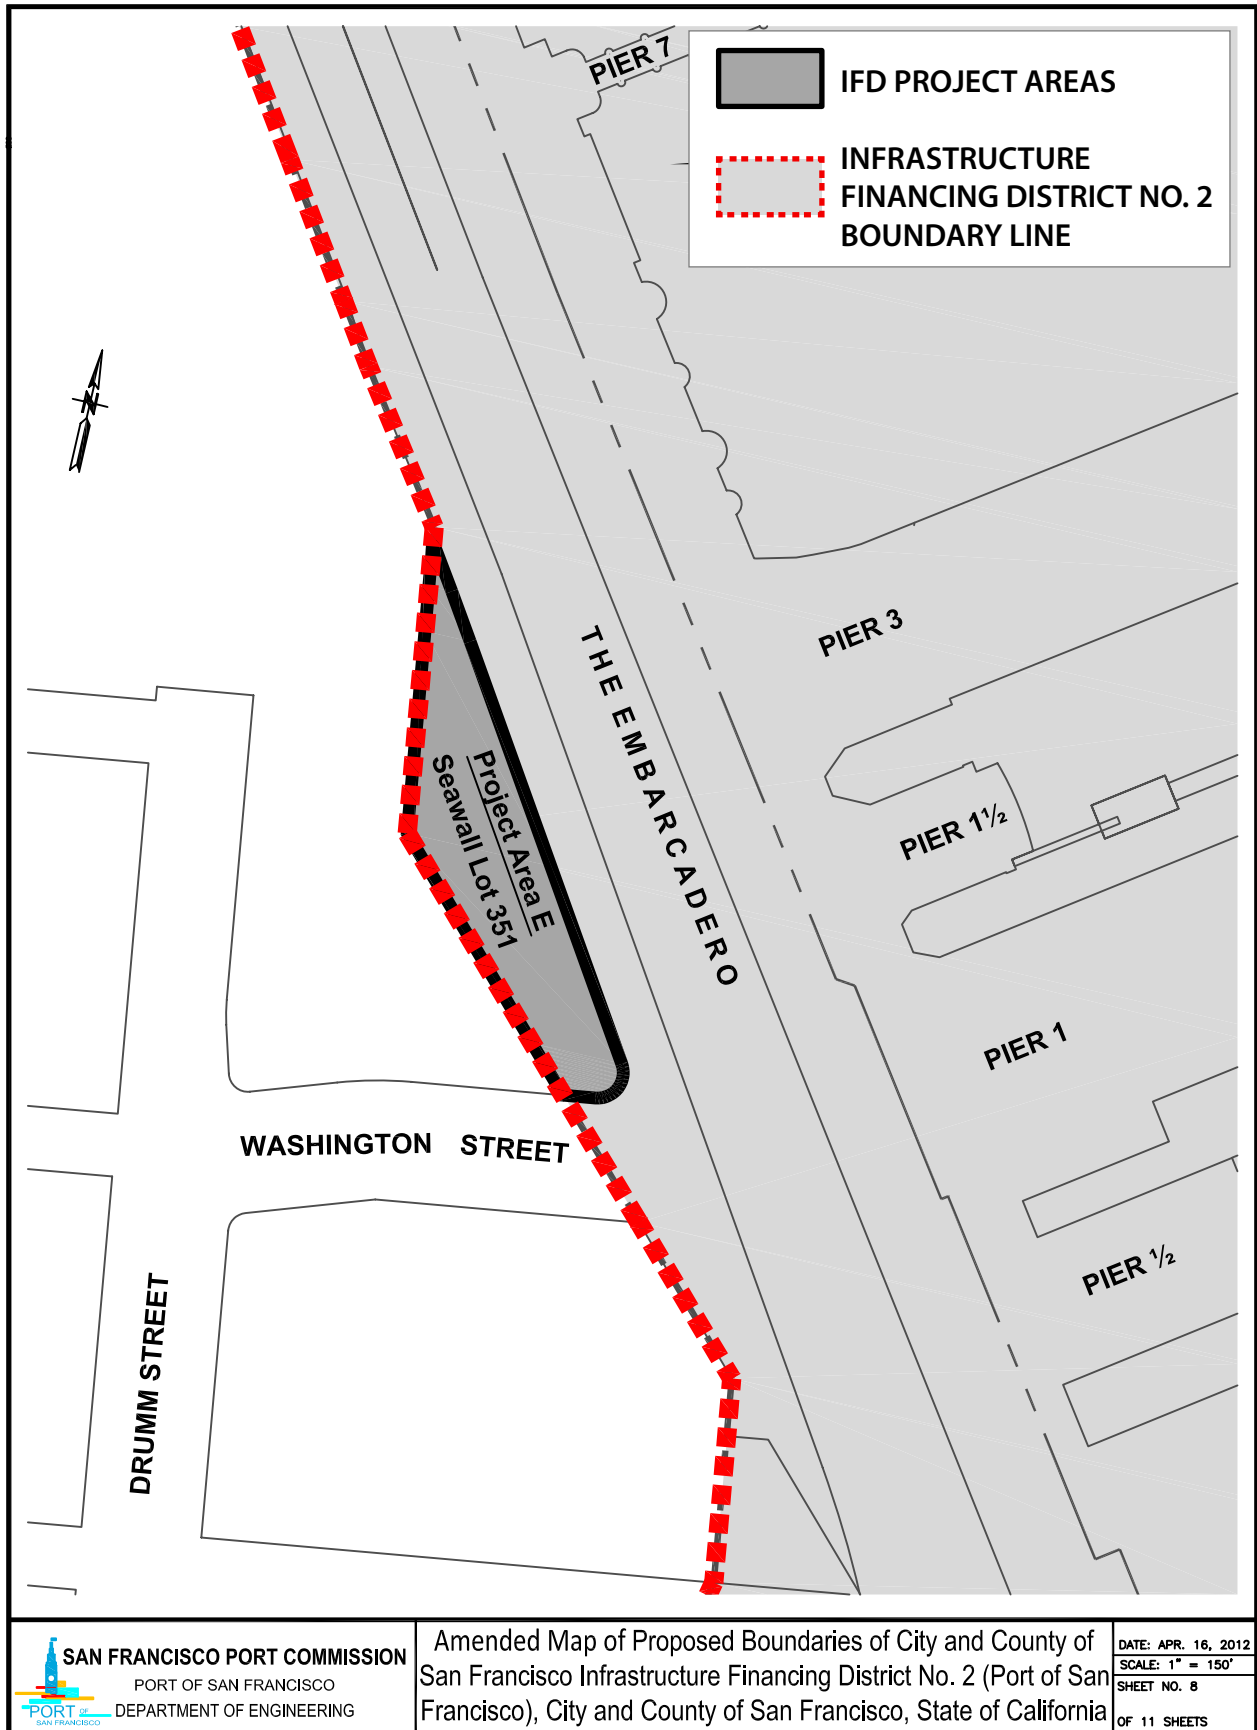 PIER 7
IFD PROJECT AREAS
INFRASTRUCTURE
FINANCING DISTRICT NO. 2
BOUNDARY LINE
N
PIER 3
THE EMBARCADERO
Project Area E
Seawall Lot 351
PIER 1½
PIER 1
WASHINGTON STREET
PIER ½
DRUMM STREET
SAN FRANCISCO PORT COMMISSION
PORT OF SAN FRANCISCO
DEPARTMENT OF ENGINEERING
PORT OF
SAN FRANCISCO
Amended Map of Proposed Boundaries of City and County of
San Francisco Infrastructure Financing District No. 2 (Port of San
Francisco), City and County of San Francisco, State of California
DATE: APR. 16, 2012
SCALE: 1" = 150'
SHEET NO. 8
OF 11 SHEETS